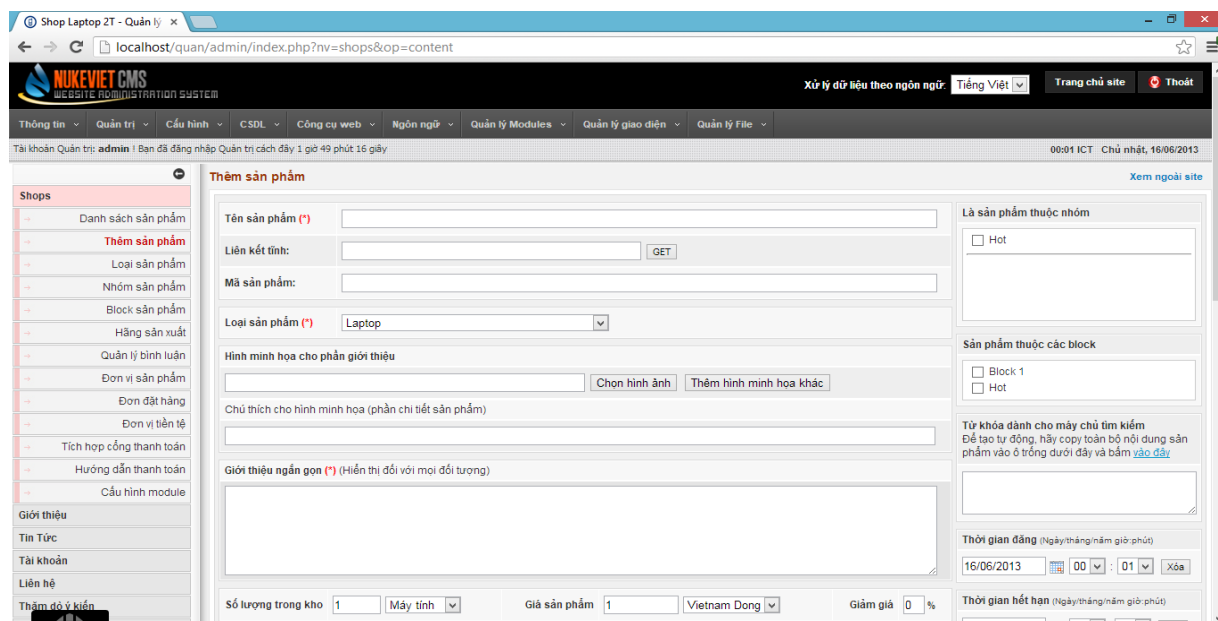 Shop Laptop 2T - Quản lý
localhost/quan/admin/index.php?nv=shops&op=content
NUKEVIET CMS
WEBSITE ADMINISTRATION SYSTEM
Xử lý dữ liệu theo ngôn ngữ: Tiếng Việt Trang chủ site Thoát
Thông tin Quản trị Cấu hình CSDL Công cụ web Ngôn ngữ Quản lý Modules Quản lý giao diện Quản lý File
Tài khoản Quản trị: admin ! Bạn đã đăng nhập Quản trị cách đây 1 giờ 49 phút 16 giây 00:01 ICT Chủ nhật, 16/06/2013
Shops
Danh sách sản phẩm
Thêm sản phẩm
Loại sản phẩm
Nhóm sản phẩm
Block sản phẩm
Hãng sản xuất
Quản lý bình luận
Đơn vị sản phẩm
Đơn đặt hàng
Đơn vị tiền tệ
Tích hợp cổng thanh toán
Hướng dẫn thanh toán
Cấu hình module
Giới thiệu
Tin Tức
Tài khoản
Liên hệ
Thăm dò ý kiến
Thêm sản phẩm Xem ngoài site
Tên sản phẩm (*)
Liên kết tĩnh: GET
Mã sản phẩm:
Loại sản phẩm (*) Laptop
Hình minh họa cho phần giới thiệu
Chọn hình ảnh Thêm hình minh họa khác
Chú thích cho hình minh họa (phần chi tiết sản phẩm)
Giới thiệu ngắn gọn (*) (Hiển thị đối với mọi đối tượng)
Số lượng trong kho 1 Máy tính Giá sản phẩm 1 Vietnam Dong Giảm giá 0 %
Là sản phẩm thuộc nhóm
Hot
Sản phẩm thuộc các block
Block 1
Hot
Từ khóa dành cho máy chủ tìm kiếm
Để tạo tự động, hãy copy toàn bộ nội dung sản
phẩm vào ô trống dưới đây và bấm vào đây
Thời gian đăng (Ngày/tháng/năm giờ:phút)
16/06/2013 00 : 01 Xóa
Thời gian hết hạn (Ngày/tháng/năm giờ:phút)